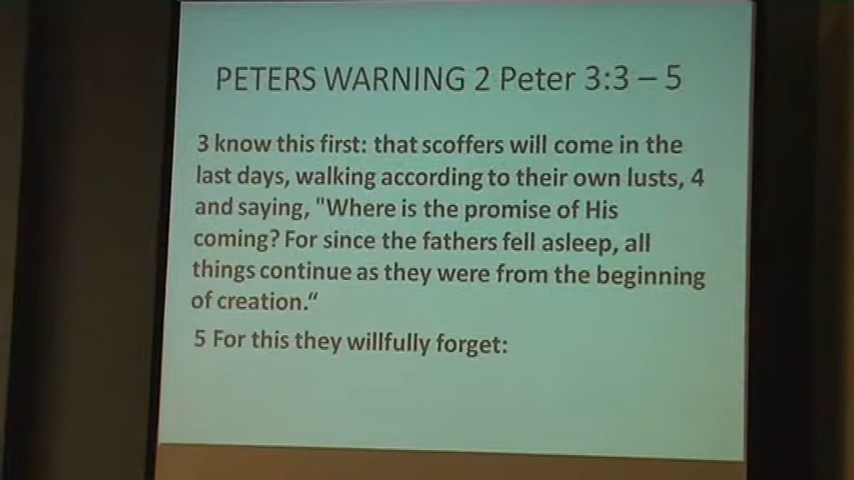 PETERS WARNING 2 Peter 3:3 – 5
3 know this first: that scoffers will come in the
last days, walking according to their own lusts, 4
and saying, "Where is the promise of His
coming? For since the fathers fell asleep, all
things continue as they were from the beginning
of creation.“
5 For this they willfully forget: